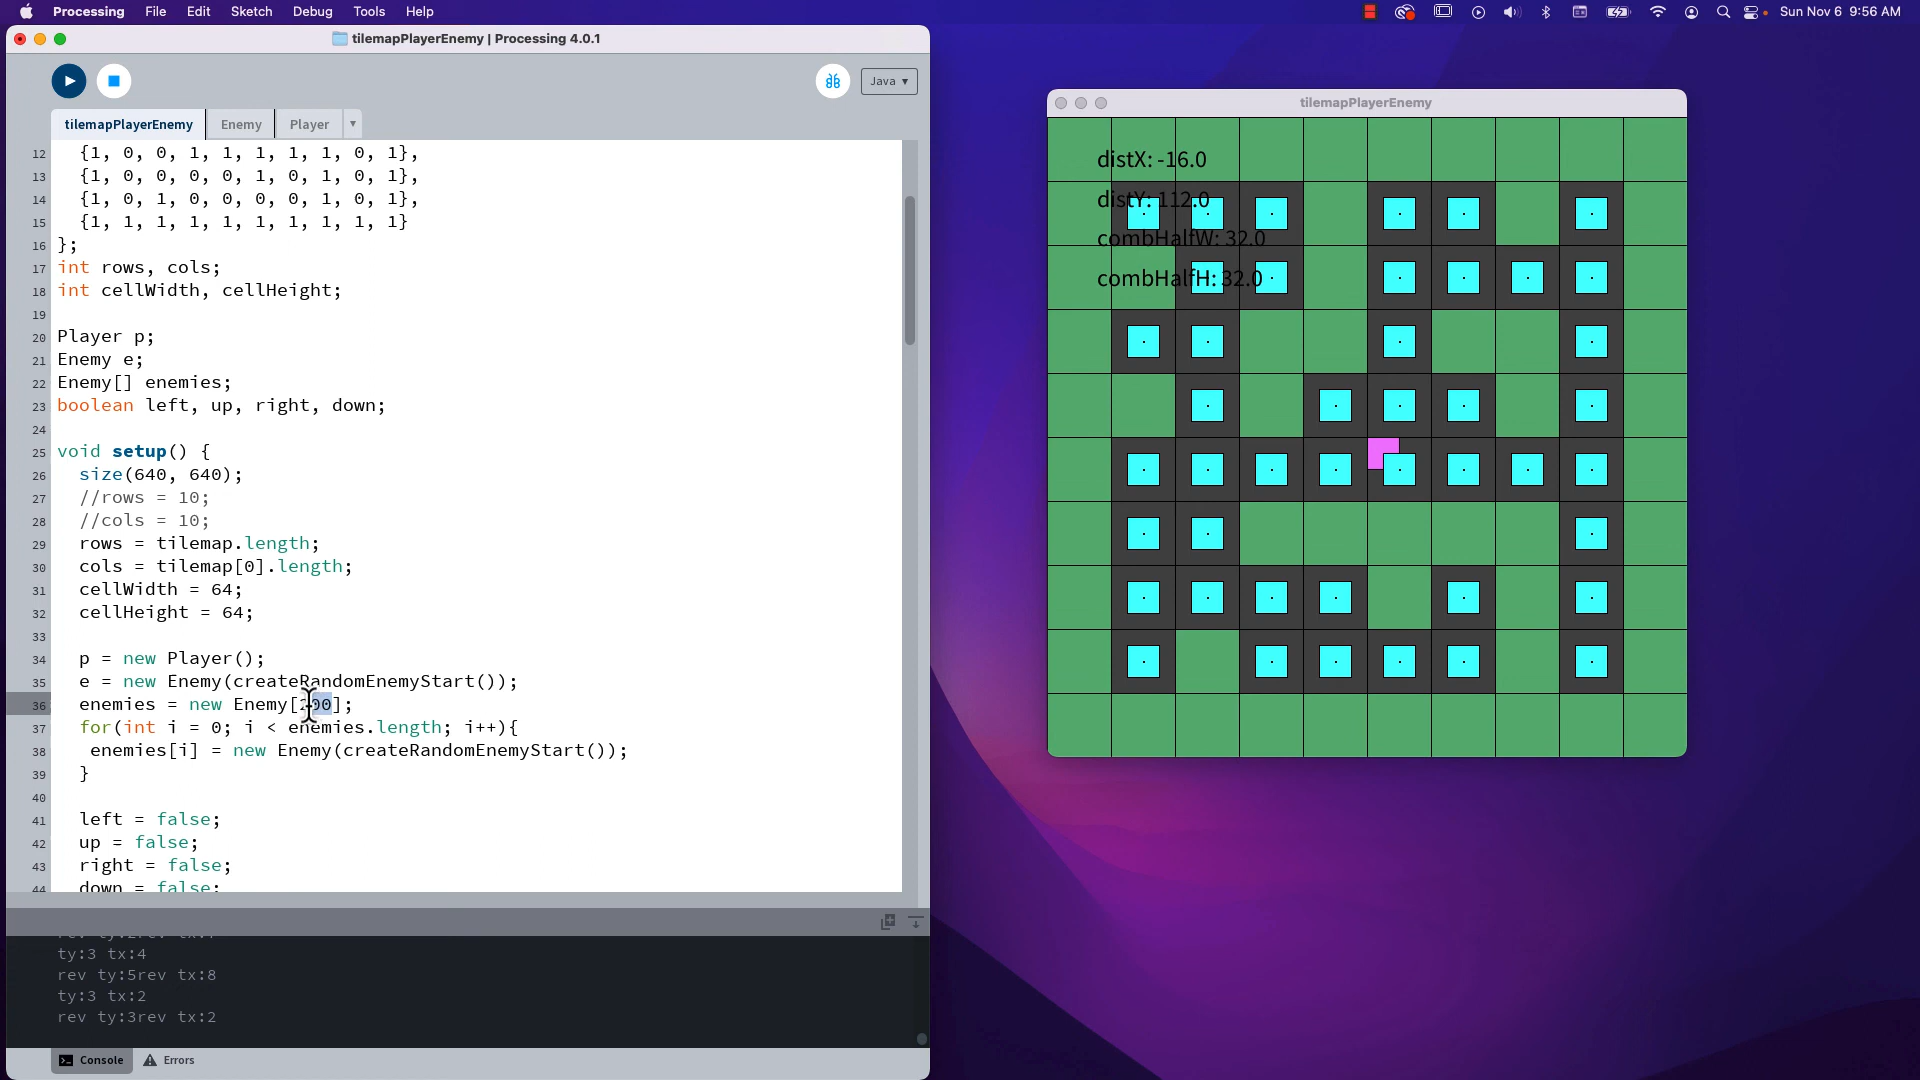 Processing File Edit Sketch Debug Tools Help
Sun Nov 6 9:56 AM
tilemapPlayerEnemy | Processing 4.0.1
Java ▾
tilemapPlayerEnemy Enemy Player ▾
12 {1, 0, 0, 1, 1, 1, 1, 1, 0, 1},
13 {1, 0, 0, 0, 0, 1, 0, 1, 0, 1},
14 {1, 0, 1, 0, 0, 0, 0, 1, 0, 1},
15 {1, 1, 1, 1, 1, 1, 1, 1, 1, 1}
16 };
17 int rows, cols;
18 int cellWidth, cellHeight;
19
20 Player p;
21 Enemy e;
22 Enemy[] enemies;
23 boolean left, up, right, down;
24
25 void setup() {
26 size(640, 640);
27 //rows = 10;
28 //cols = 10;
29 rows = tilemap.length;
30 cols = tilemap[0].length;
31 cellWidth = 64;
32 cellHeight = 64;
33
34 p = new Player();
35 e = new Enemy(createRandomEnemyStart());
36 enemies = new Enemy[200];
37 for(int i = 0; i < enemies.length; i++){
38 enemies[i] = new Enemy(createRandomEnemyStart());
39 }
40
41 left = false;
42 up = false;
43 right = false;
44 down = false;
ty:3 tx:4
rev ty:5rev tx:8
ty:3 tx:2
rev ty:3rev tx:2
Console Errors
tilemapPlayerEnemy
distX: -16.0
distY: 112.0
combHalfW: 32.0
combHalfH: 32.0